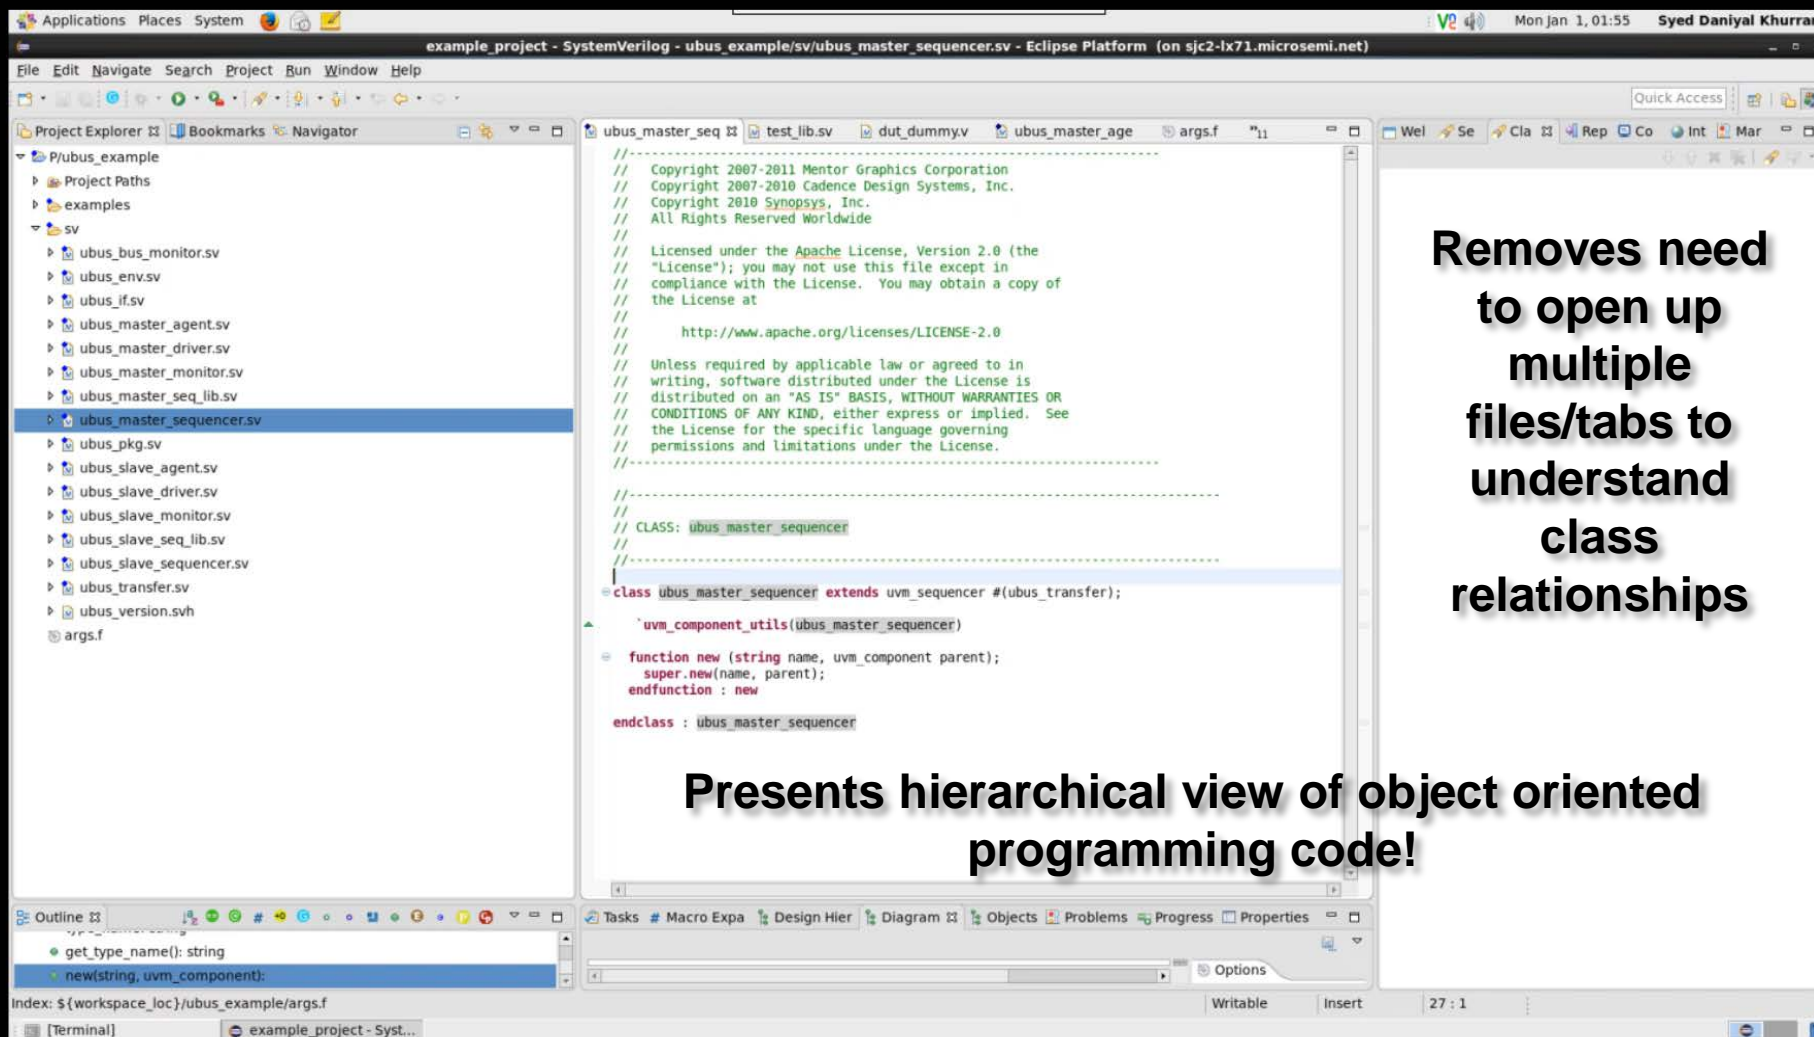 Applications Places System
Mon Jan 1, 01:55 Syed Daniyal Khurran
example_project - SystemVerilog - ubus_example/sv/ubus_master_sequencer.sv - Eclipse Platform (on sjc2-lx71.microsemi.net)
File Edit Navigate Search Project Run Window Help
Quick Access
Project Explorer Bookmarks Navigator
P/ubus_example
Project Paths
examples
sv
ubus_bus_monitor.sv
ubus_env.sv
ubus_if.sv
ubus_master_agent.sv
ubus_master_driver.sv
ubus_master_monitor.sv
ubus_master_seq_lib.sv
ubus_master_sequencer.sv
ubus_pkg.sv
ubus_slave_agent.sv
ubus_slave_driver.sv
ubus_slave_monitor.sv
ubus_slave_seq_lib.sv
ubus_slave_sequencer.sv
ubus_transfer.sv
ubus_version.svh
args.f
ubus_master_seq test_lib.sv dut_dummy.v ubus_master_age args.f "11
//----------------------------------------------------------------------
// Copyright 2007-2011 Mentor Graphics Corporation
// Copyright 2007-2010 Cadence Design Systems, Inc.
// Copyright 2010 Synopsys, Inc.
// All Rights Reserved Worldwide
//
// Licensed under the Apache License, Version 2.0 (the
// "License"); you may not use this file except in
// compliance with the License. You may obtain a copy of
// the License at
//
// http://www.apache.org/licenses/LICENSE-2.0
//
// Unless required by applicable law or agreed to in
// writing, software distributed under the License is
// distributed on an "AS IS" BASIS, WITHOUT WARRANTIES OR
// CONDITIONS OF ANY KIND, either express or implied. See
// the License for the specific language governing
// permissions and limitations under the License.
//----------------------------------------------------------------------
//------------------------------------------------------------------------------
//
// CLASS: ubus_master_sequencer
//
//------------------------------------------------------------------------------
class ubus_master_sequencer extends uvm_sequencer #(ubus_transfer);
`uvm_component_utils(ubus_master_sequencer)
function new (string name, uvm_component parent);
super.new(name, parent);
endfunction : new
endclass : ubus_master_sequencer
Wel Se Cla Rep Co Int Mar
Removes need
to open up
multiple
files/tabs to
understand
class
relationships
Presents hierarchical view of object oriented
programming code!
Outline
get_type_name(): string
new(string, uvm_component):
Tasks # Macro Expa Design Hier Diagram Objects Problems Progress Properties
Options
Index: ${workspace_loc}/ubus_example/args.f
Writable Insert 27 : 1
[Terminal] example_project - Syst...